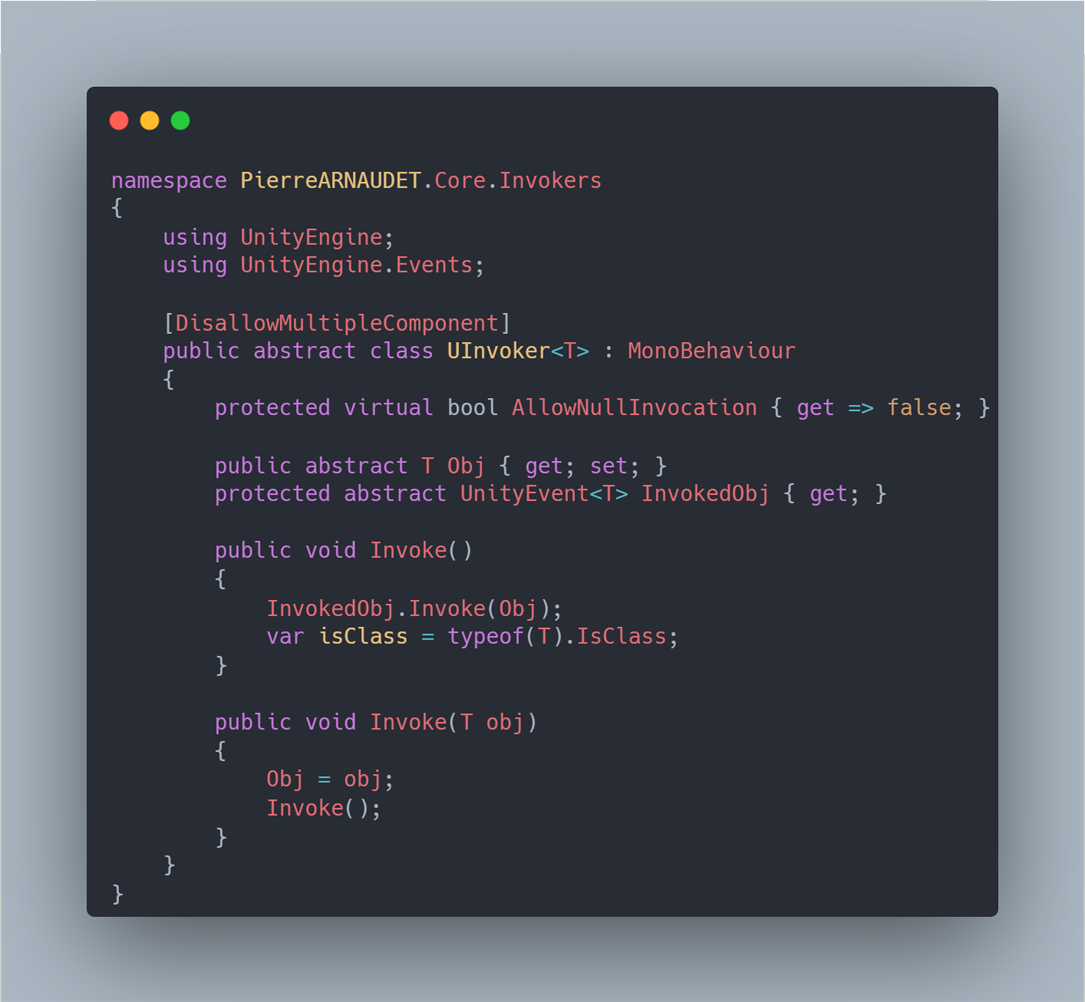 namespace PierreARNAUDET.Core.Invokers
{
    using UnityEngine;
    using UnityEngine.Events;

    [DisallowMultipleComponent]
    public abstract class UInvoker<T> : MonoBehaviour
    {
        protected virtual bool AllowNullInvocation { get => false; }

        public abstract T Obj { get; set; }
        protected abstract UnityEvent<T> InvokedObj { get; }

        public void Invoke()
        {
            InvokedObj.Invoke(Obj);
            var isClass = typeof(T).IsClass;
        }

        public void Invoke(T obj)
        {
            Obj = obj;
            Invoke();
        }
    }
}